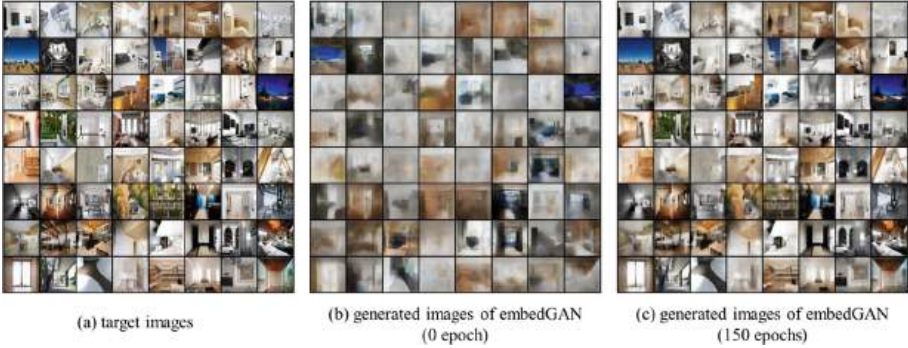 (a) target images
(b) generated images of embedGAN
(0 epoch)
(c) generated images of embedGAN
(150 epochs)